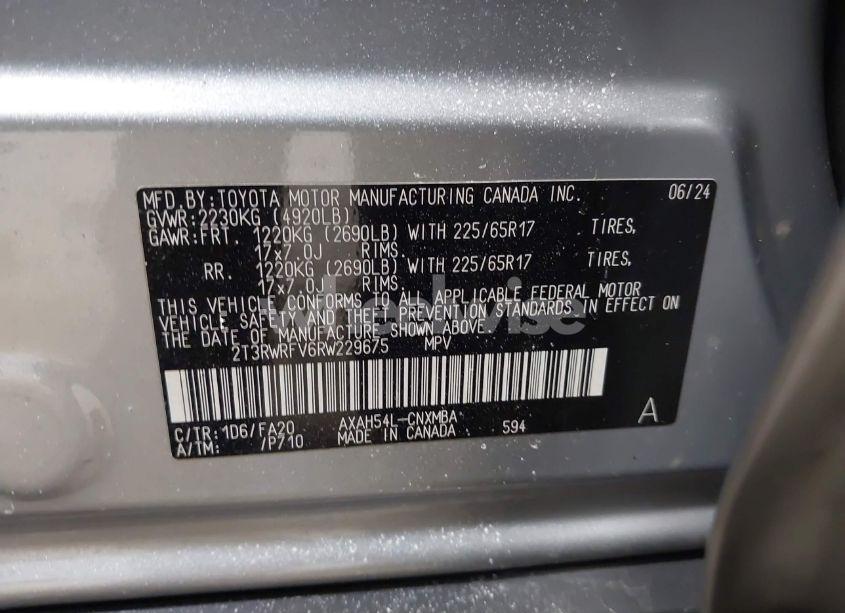 MFD.BY:TOYOTA MOTOR MANUFACTURING CANADA INC. 06/24
GVWR:2230KG (4920LB)
GAWR:FRT. 1220KG (2690LB) WITH 225/65R17 TIRES,
17x7.0J RIMS.
RR. 1220KG (2690LB) WITH 225/65R17 TIRES,
17x7.0J RIMS.
THIS VEHICLE CONFORMS TO ALL APPLICABLE FEDERAL MOTOR
VEHICLE SAFETY AND THEFT PREVENTION STANDARDS IN EFFECT ON
THE DATE OF MANUFACTURE SHOWN ABOVE.
2T3RWRFV6RW229675 MPV
C/TR:1D6/FA20 AXAH54L-CNXMBA 594 A
A/TM: /P710 MADE IN CANADA